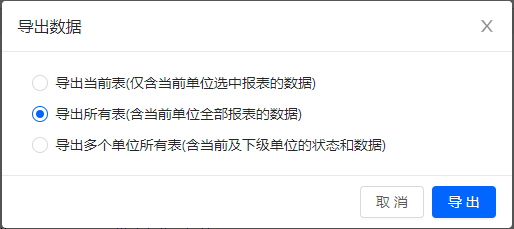 导出数据
导出当前表(仅含当前单位选中报表的数据)
导出所有表(含当前单位全部报表的数据)
导出多个单位所有表(含当前及下级单位的状态和数据)
取 消 导 出